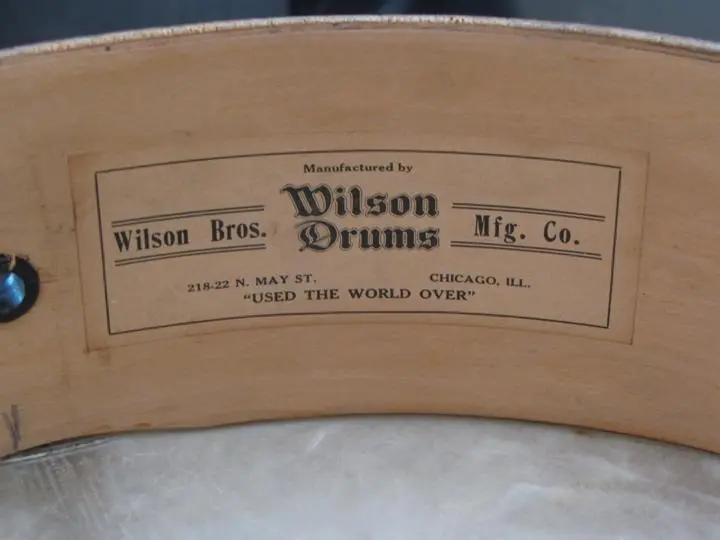 Manufactured by
Wilson Drums
Wilson Bros. Mfg. Co.
218-22 N. MAY ST. CHICAGO, ILL.
"USED THE WORLD OVER"